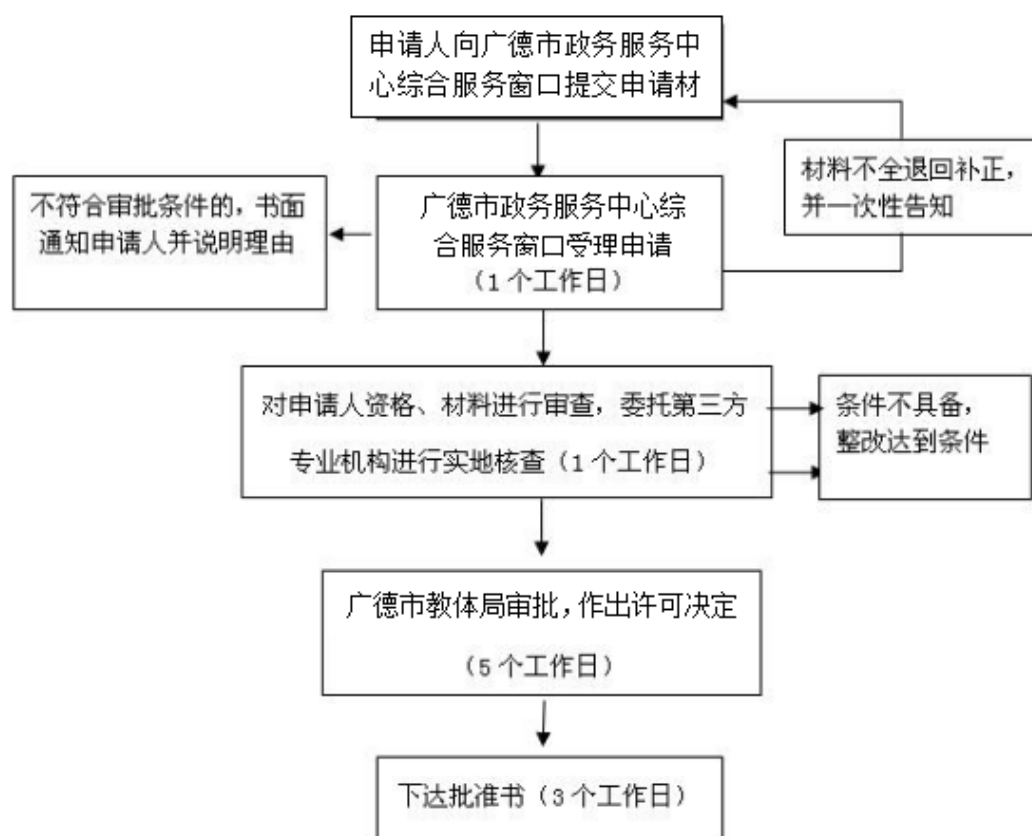 申请人向广德市政务服务中
心综合服务窗口提交申请材
材料不全退回补正，
并一次性告知
不符合审批条件的，书面
通知申请人并说明理由
广德市政务服务中心综
合服务窗口受理申请
（1个工作日）
对申请人资格、材料进行审查，委托第三方
专业机构进行实地核查（1个工作日）
条件不具备，
整改达到条件
广德市教体局审批，作出许可决定
（5个工作日）
下达批准书（3个工作日）